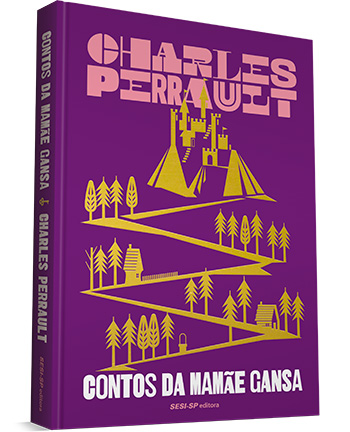 CHARLES
PERRAULT
CONTOS DA MAMÃE GANSA
SESI-SP editora
CONTOS DA MAMÃE GANSA CHARLES PERRAULT
SESI-SP editora